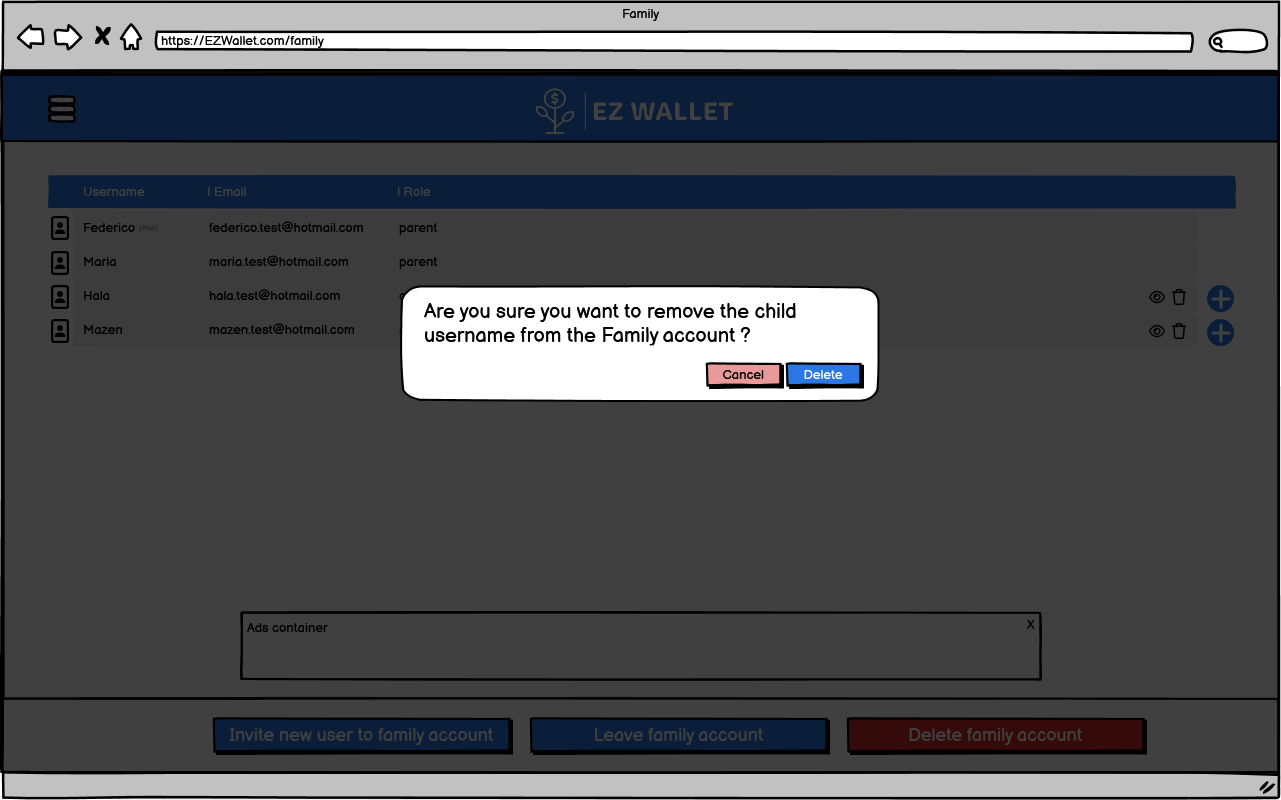 Family
https://EZWallet.com/family
EZ WALLET
Username | Email | Role
Federico (me) federico.test@hotmail.com parent
Maria maria.test@hotmail.com parent
Hala hala.test@hotmail.com
Mazen mazen.test@hotmail.com
Are you sure you want to remove the child
username from the Family account ?
Cancel Delete
Ads container X
Invite new user to family account Leave family account Delete family account